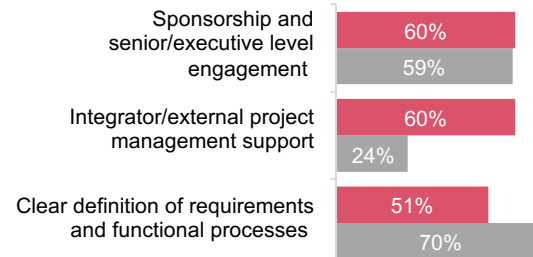 Sponsorship and
senior/executive level
engagement
60%
59%
Integrator/external project
management support
60%
24%
Clear definition of requirements
and functional processes
51%
70%